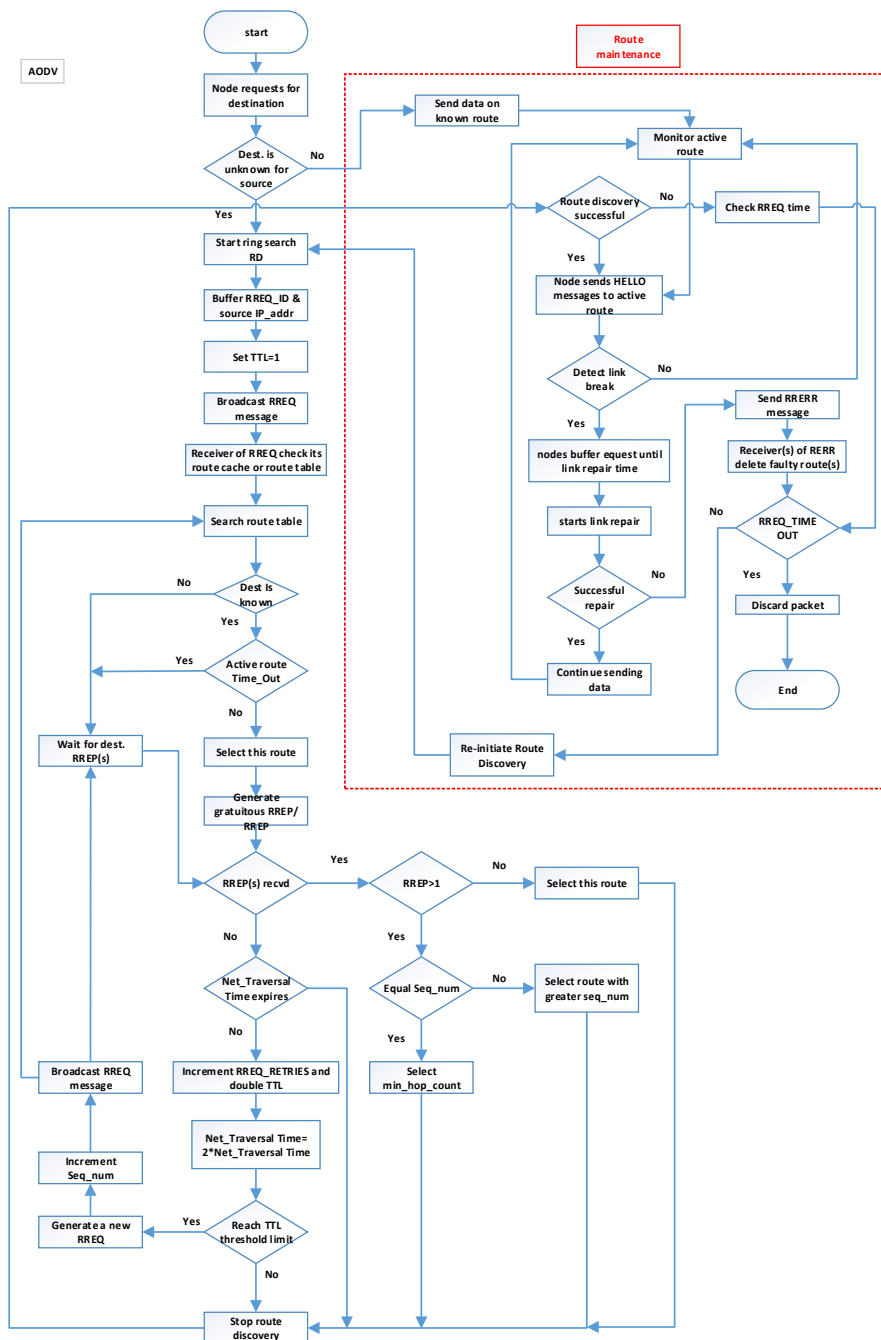 start
Route
maintenance
AODV
Node requests for
destination
Send data on
known route
Monitor active
route
Dest. is
unknown for
source
No
Yes
Route discovery
successful
No
Check RREQ time
Yes
Start ring search
RD
Buffer RREQ_ID &
source IP_addr
Node sends HELLO
messages to active
route
Set TTL=1
Detect link
break
No
Yes
Broadcast RREQ
message
Send RRERR
message
Receiver of RREQ check its
route cache or route table
nodes buffer equest until
link repair time
Receiver(s) of RERR
delete faulty route(s)
Search route table
starts link repair
No
RREQ_TIME
OUT
Yes
No
Dest Is
known
Yes
Successful
repair
No
Yes
Discard packet
Yes
Active route
Time_Out
No
Continue sending
data
End
Wait for dest.
RREP(s)
Select this route
Re-initiate Route
Discovery
Generate
gratuitous RREP/
RREP
RREP(s) recvd
Yes
RREP>1
No
Select this route
No
Yes
Net_Traversal
Time expires
Equal Seq_num
No
Select route with
greater seq_num
No
Yes
Broadcast RREQ
message
Increment RREQ_RETRIES and
double TTL
Select
min_hop_count
Net_Traversal Time=
2*Net_Traversal Time
Increment
Seq_num
Generate a new
RREQ
Yes
Reach TTL
threshold limit
No
Stop route
discovery